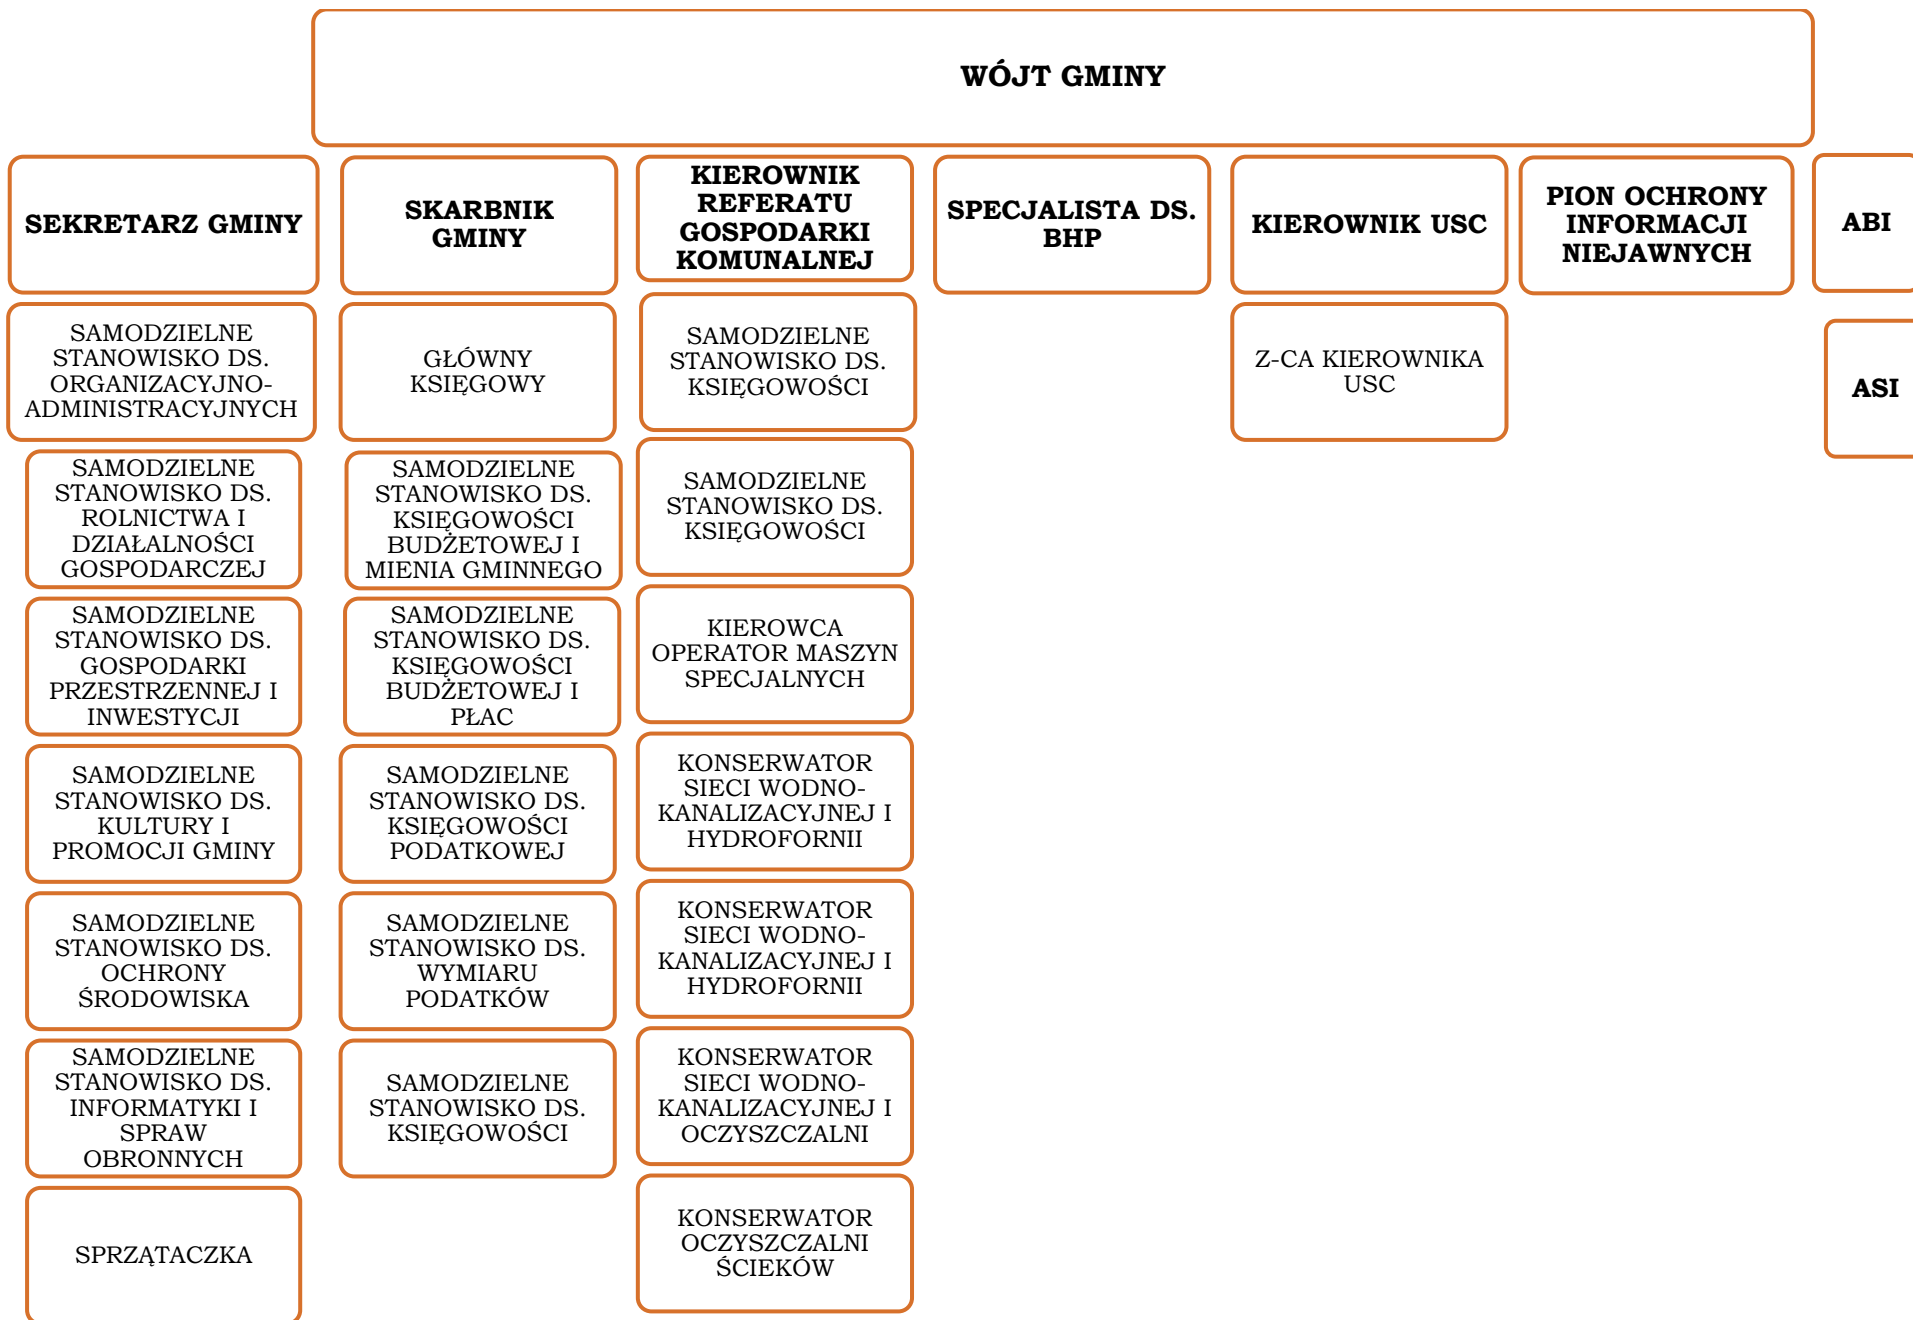 WÓJT GMINY
SEKRETARZ GMINY
SKARBNIK
GMINY
KIEROWNIK
REFERATU
GOSPODARKI
KOMUNALNEJ
SPECJALISTA DS.
BHP
KIEROWNIK USC
PION OCHRONY
INFORMACJI
NIEJAWNYCH
ABI
SAMODZIELNE
STANOWISKO DS.
ORGANIZACYJNO-
ADMINISTRACYJNYCH
SAMODZIELNE
STANOWISKO DS.
ROLNICTWA I
DZIAŁALNOŚCI
GOSPODARCZEJ
SAMODZIELNE
STANOWISKO DS.
GOSPODARKI
PRZESTRZENNEJ I
INWESTYCJI
SAMODZIELNE
STANOWISKO DS.
KULTURY I
PROMOCJI GMINY
SAMODZIELNE
STANOWISKO DS.
OCHRONY
ŚRODOWISKA
SAMODZIELNE
STANOWISKO DS.
INFORMATYKI I
SPRAW
OBRONNYCH
SPRZĄTACZKA
GŁÓWNY
KSIĘGOWY
SAMODZIELNE
STANOWISKO DS.
KSIĘGOWOŚCI
BUDŻETOWEJ I
MIENIA GMINNEGO
SAMODZIELNE
STANOWISKO DS.
KSIĘGOWOŚCI
BUDŻETOWEJ I
PŁAC
SAMODZIELNE
STANOWISKO DS.
KSIĘGOWOŚCI
PODATKOWEJ
SAMODZIELNE
STANOWISKO DS.
WYMIARU
PODATKÓW
SAMODZIELNE
STANOWISKO DS.
KSIĘGOWOŚCI
SAMODZIELNE
STANOWISKO DS.
KSIĘGOWOŚCI
SAMODZIELNE
STANOWISKO DS.
KSIĘGOWOŚCI
KIEROWCA
OPERATOR MASZYN
SPECJALNYCH
KONSERWATOR
SIECI WODNO-
KANALIZACYJNEJ I
HYDROFORNII
KONSERWATOR
SIECI WODNO-
KANALIZACYJNEJ I
HYDROFORNII
KONSERWATOR
SIECI WODNO-
KANALIZACYJNEJ I
OCZYSZCZALNI
KONSERWATOR
OCZYSZCZALNI
ŚCIEKÓW
Z-CA KIEROWNIKA
USC
ASI